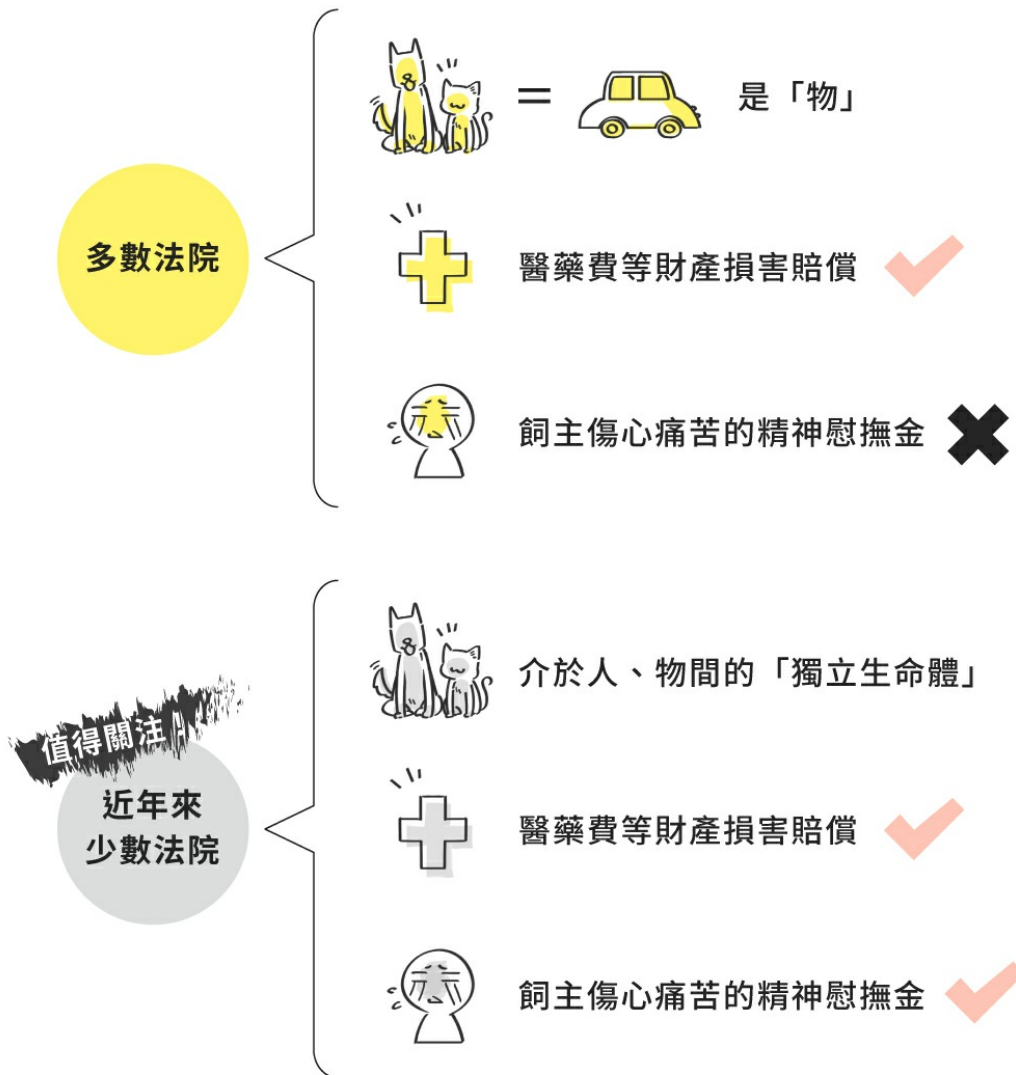 多數法院
= 是「物」
醫藥費等財產損害賠償
飼主傷心痛苦的精神慰撫金
值得關注！
近年來
少數法院
介於人、物間的「獨立生命體」
醫藥費等財產損害賠償
飼主傷心痛苦的精神慰撫金